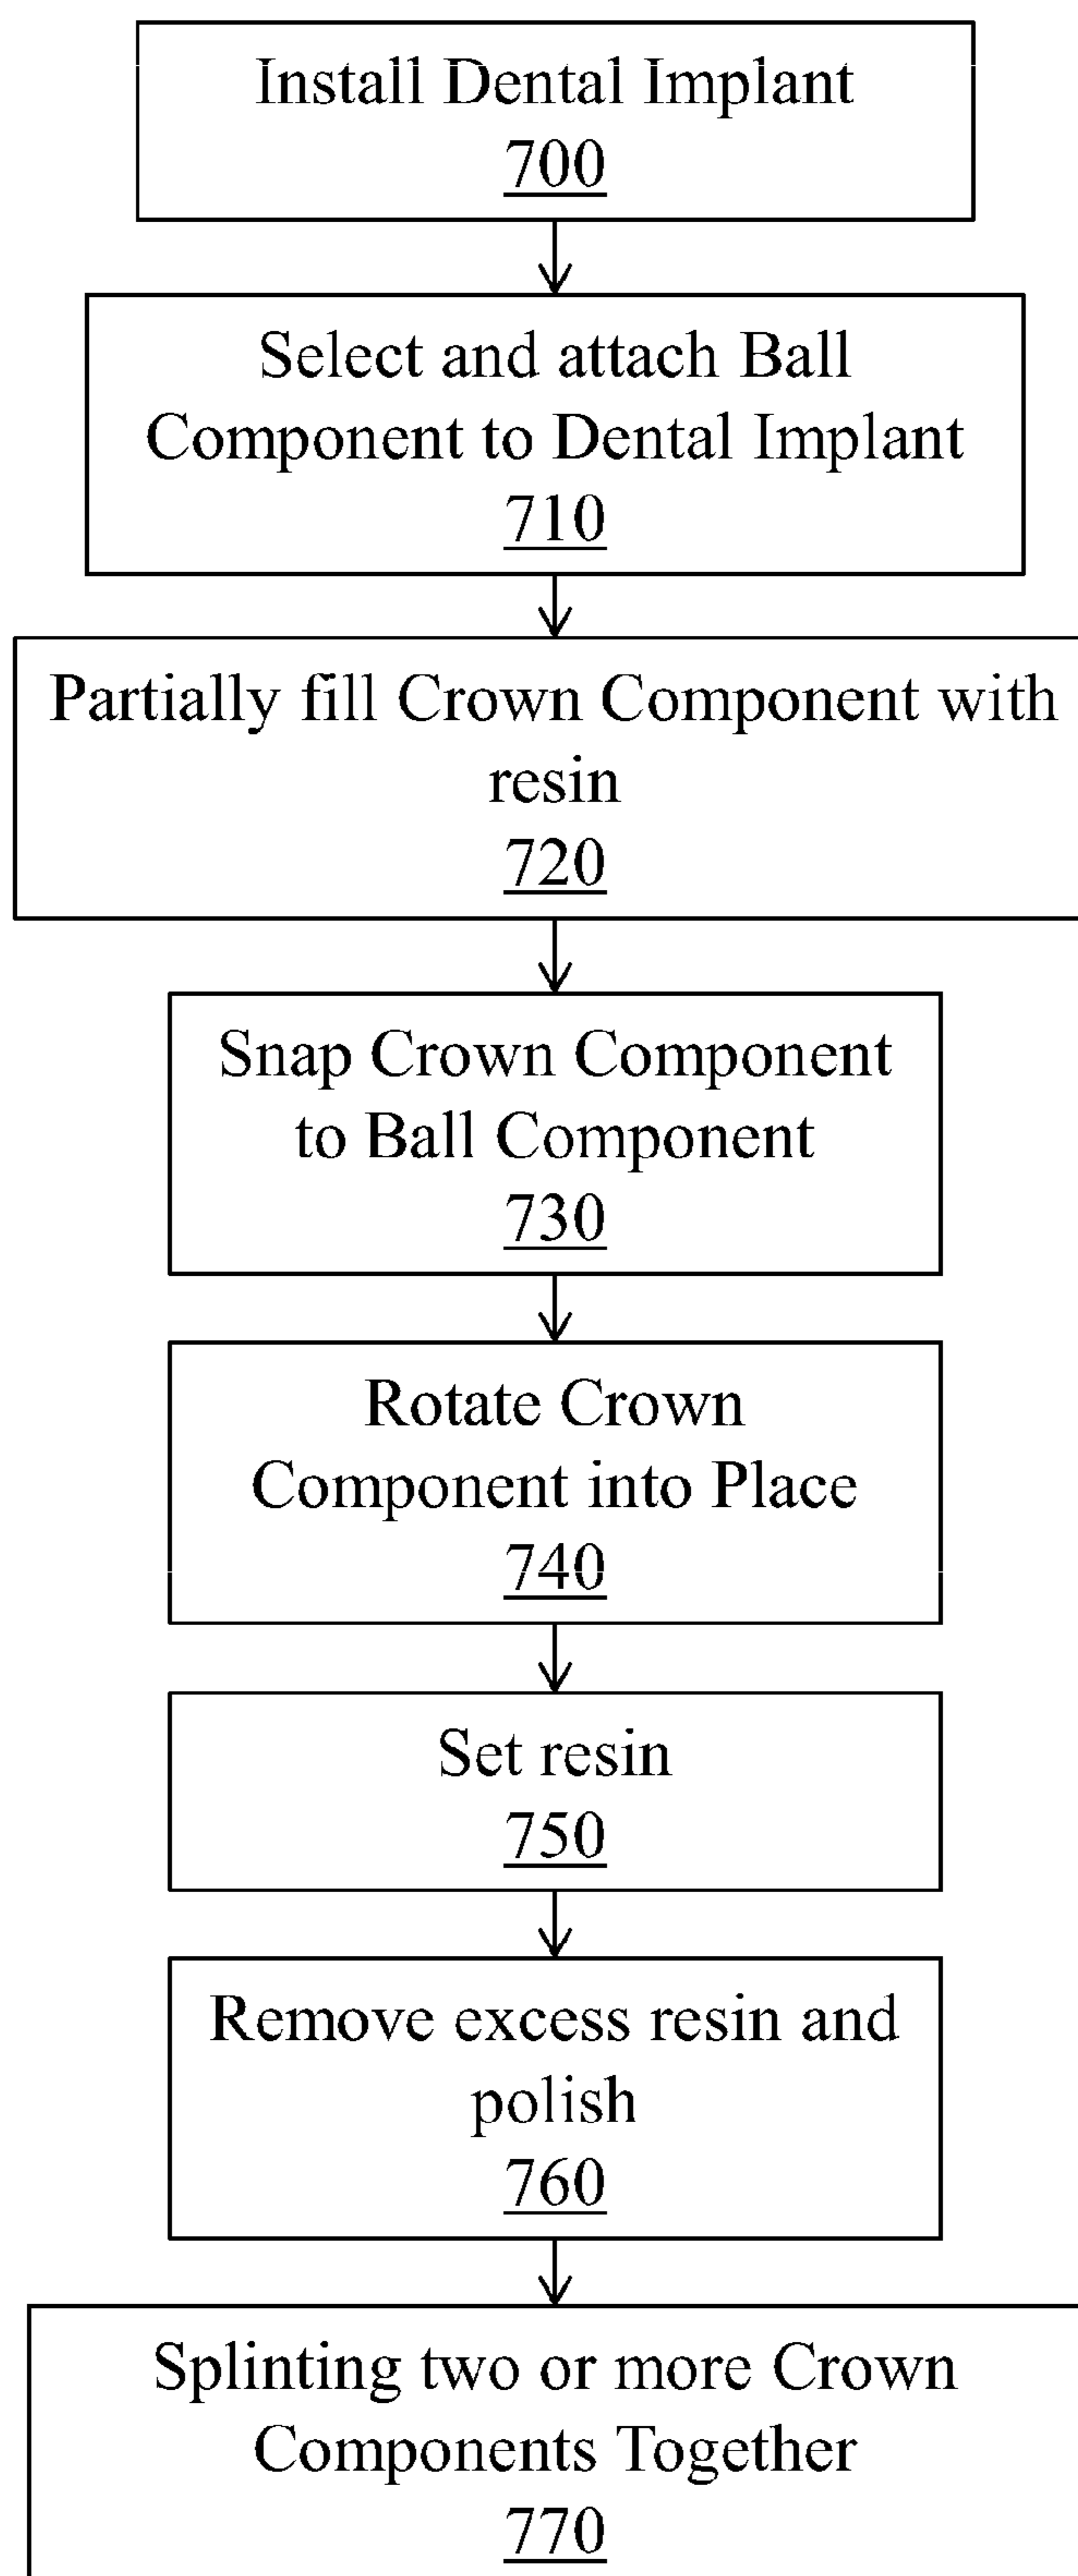 Install Dental Implant
700
Select and attach Ball
Component to Dental Implant
710
Partially fill Crown Component with
resin
720
Snap Crown Component
to Ball Component
730
Rotate Crown
Component into Place
740
Set resin
750
Remove excess resin and
polish
760
Splinting two or more Crown
Components Together
770